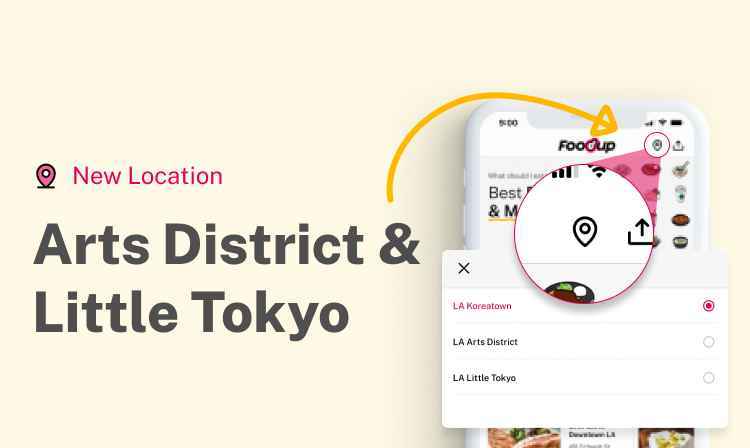 New Location
Arts District &
Little Tokyo
5:00
Foodup
What should I eat
Best
& M
LA Koreatown
LA Arts District
LA Little Tokyo
Downtown LA